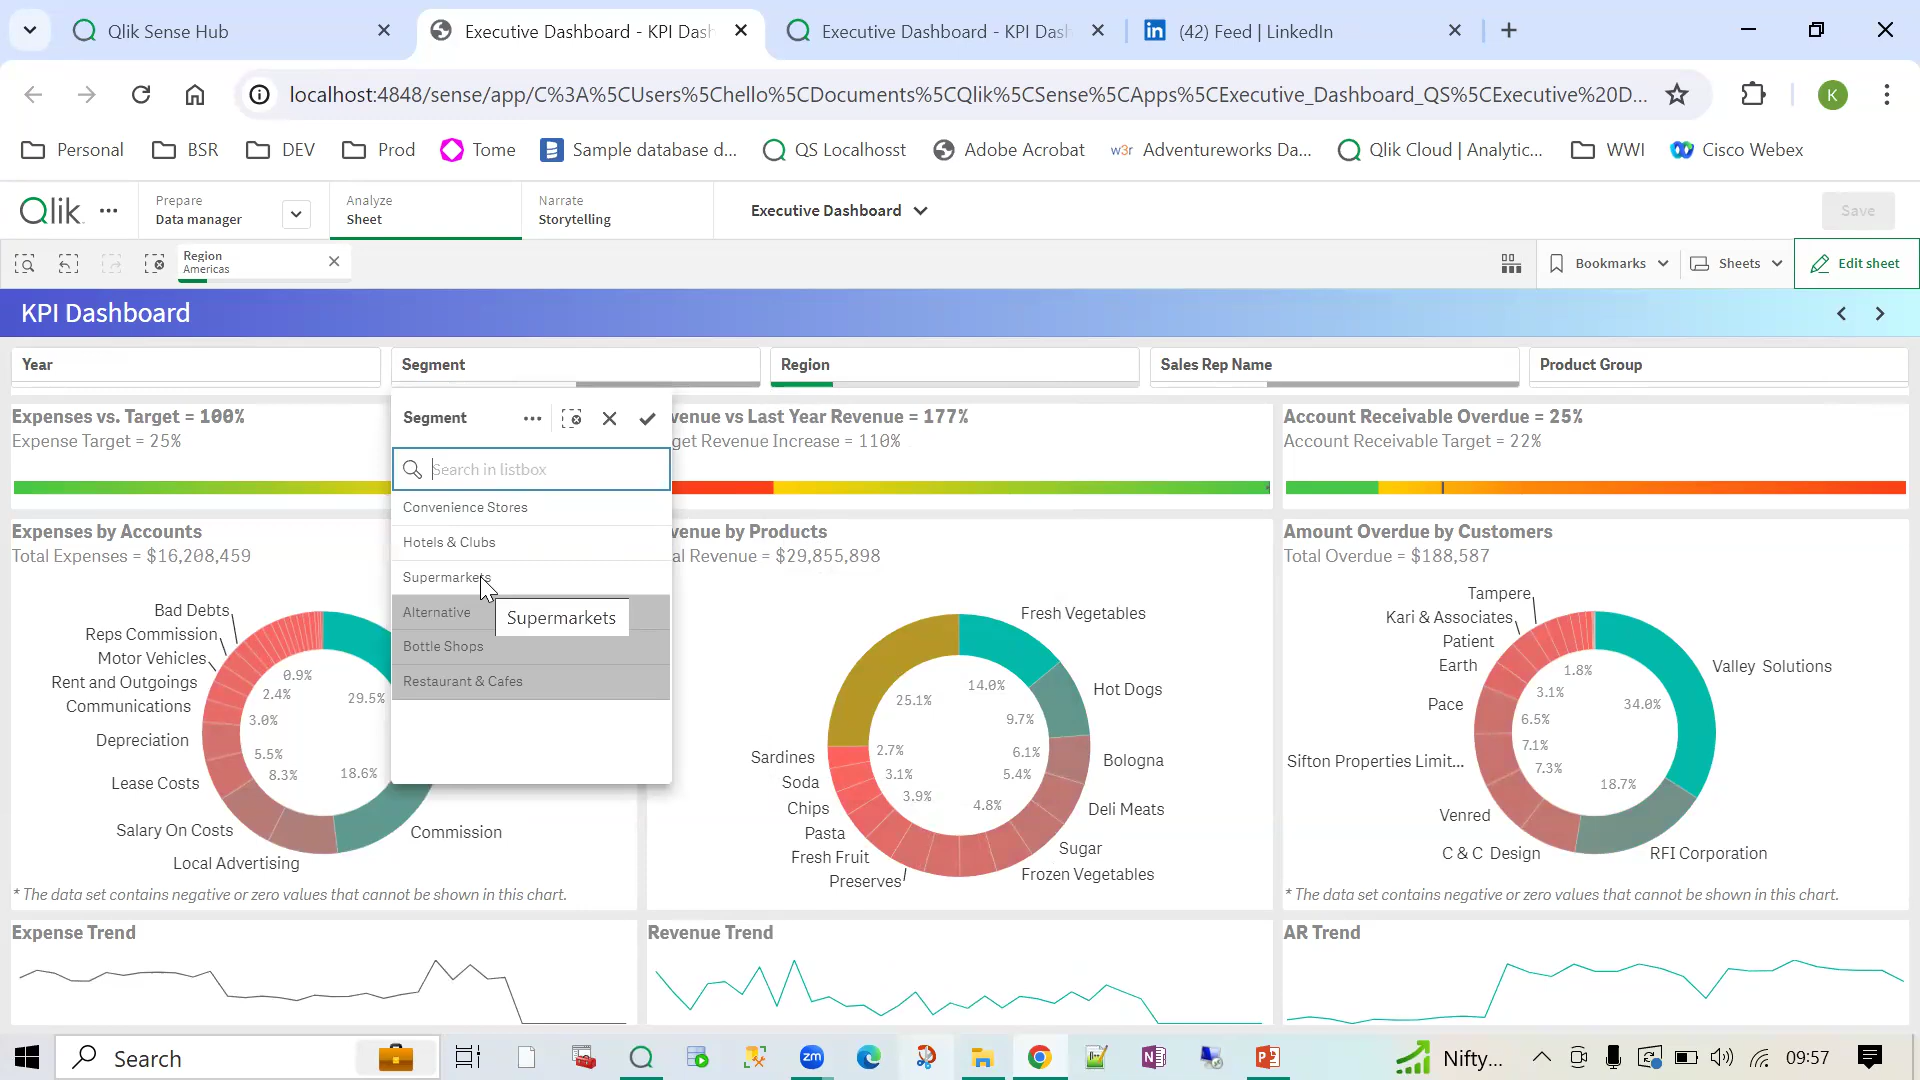 Qlik Sense Hub
Executive Dashboard - KPI Dash
Executive Dashboard - KPI Dash
(42) Feed | LinkedIn
localhost:4848/sense/app/C%3A%5CUsers%5Chello%5CDocuments%5CQlik%5CSense%5CApps%5CExecutive_Dashboard_QS%5CExecutive%20D...
K
Personal
BSR
DEV
Prod
Tome
Sample database d...
QS Localhosst
Adobe Acrobat
w3r
Adventureworks Da...
Qlik Cloud | Analytic...
WWI
Cisco Webex
Qlik
Prepare
Data manager
Analyze
Sheet
Narrate
Storytelling
Executive Dashboard
Save
Region
Americas
Bookmarks
Sheets
Edit sheet
KPI Dashboard
Year
Segment
Region
Sales Rep Name
Product Group
Expenses vs. Target = 100%
Expense Target = 25%
venue vs Last Year Revenue = 177%
get Revenue Increase = 110%
Account Receivable Overdue = 25%
Account Receivable Target = 22%
Segment
Search in listbox
Convenience Stores
Hotels & Clubs
Supermarkets
Alternative
Supermarkets
Bottle Shops
Restaurant & Cafes
Expenses by Accounts
Total Expenses = $16,208,459
Bad Debts
Reps Commission
Motor Vehicles
Rent and Outgoings
Communications
Depreciation
Lease Costs
Salary On Costs
Local Advertising
Commission
0.9%
2.4%
3.0%
5.5%
8.3%
18.6%
29.5%
* The data set contains negative or zero values that cannot be shown in this chart.
venue by Products
al Revenue = $29,855,898
Fresh Vegetables
Hot Dogs
Bologna
Deli Meats
Sugar
Frozen Vegetables
Sardines
Soda
Chips
Pasta
Fresh Fruit
Preserves
25.1%
14.0%
9.7%
6.1%
5.4%
4.8%
2.7%
3.1%
3.9%
Amount Overdue by Customers
Total Overdue = $188,587
Tampere
Kari & Associates
Patient
Earth
Pace
Sifton Properties Limit...
Venred
C & C Design
RFI Corporation
Valley Solutions
1.8%
3.1%
6.5%
7.1%
7.3%
18.7%
34.0%
* The data set contains negative or zero values that cannot be shown in this chart.
Expense Trend
Revenue Trend
AR Trend
Search
zm
Nifty...
09:57